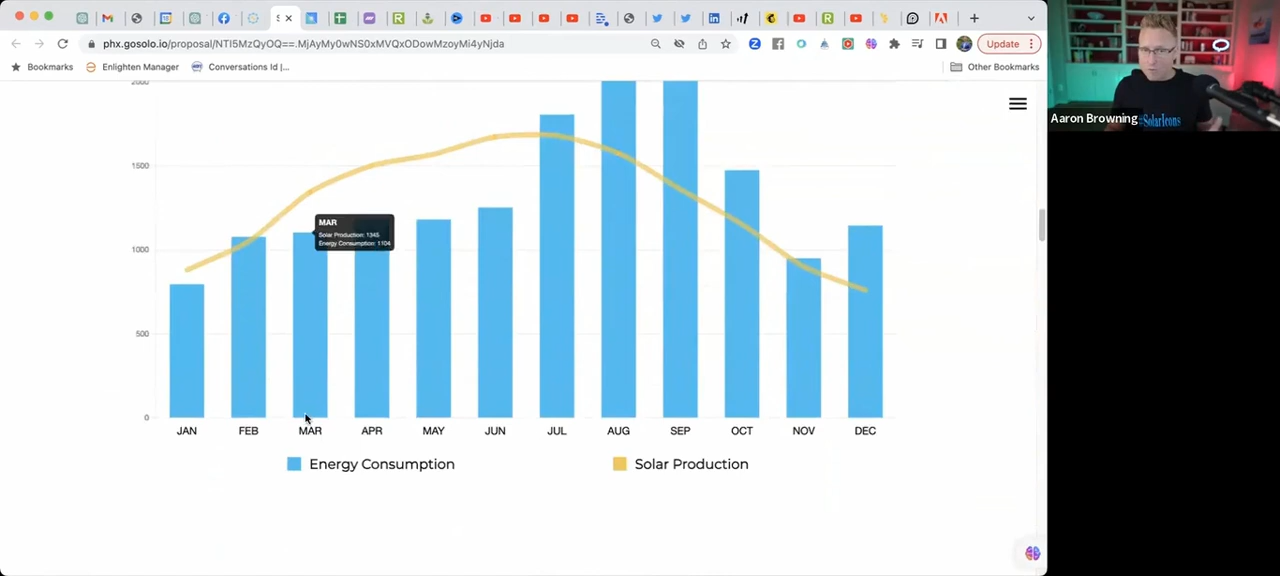 S
Update
phx.gosolo.io/proposal/NTI5MzQyOQ==.MjAyMy0wNS0xMVQxODowMzoyMi4yNjda
Bookmarks
Enlighten Manager
Conversations Id |...
Other Bookmarks
2000
1500
1000
500
0
MAR
Solar Production: 1345
Energy Consumption: 1104
JAN
FEB
MAR
APR
MAY
JUN
JUL
AUG
SEP
OCT
NOV
DEC
Energy Consumption
Solar Production
Aaron Browning
#SolarIcons